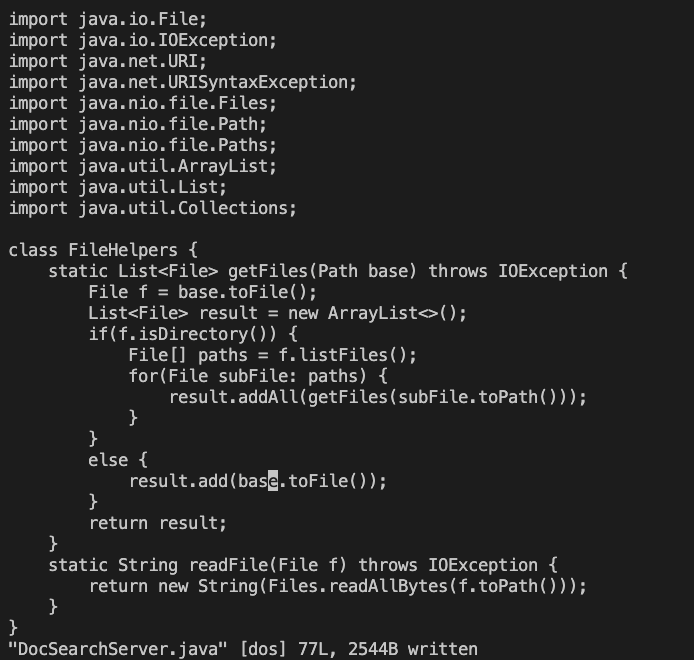 import java.io.File;
import java.io.IOException;
import java.net.URI;
import java.net.URISyntaxException;
import java.nio.file.Files;
import java.nio.file.Path;
import java.nio.file.Paths;
import java.util.ArrayList;
import java.util.List;
import java.util.Collections;

class FileHelpers {
    static List<File> getFiles(Path base) throws IOException {
        File f = base.toFile();
        List<File> result = new ArrayList<>();
        if(f.isDirectory()) {
            File[] paths = f.listFiles();
            for(File subFile: paths) {
                result.addAll(getFiles(subFile.toPath()));
            }
        }
        else {
            result.add(base.toFile());
        }
        return result;
    }
    static String readFile(File f) throws IOException {
        return new String(Files.readAllBytes(f.toPath()));
    }
}
"DocSearchServer.java" [dos] 77L, 2544B written